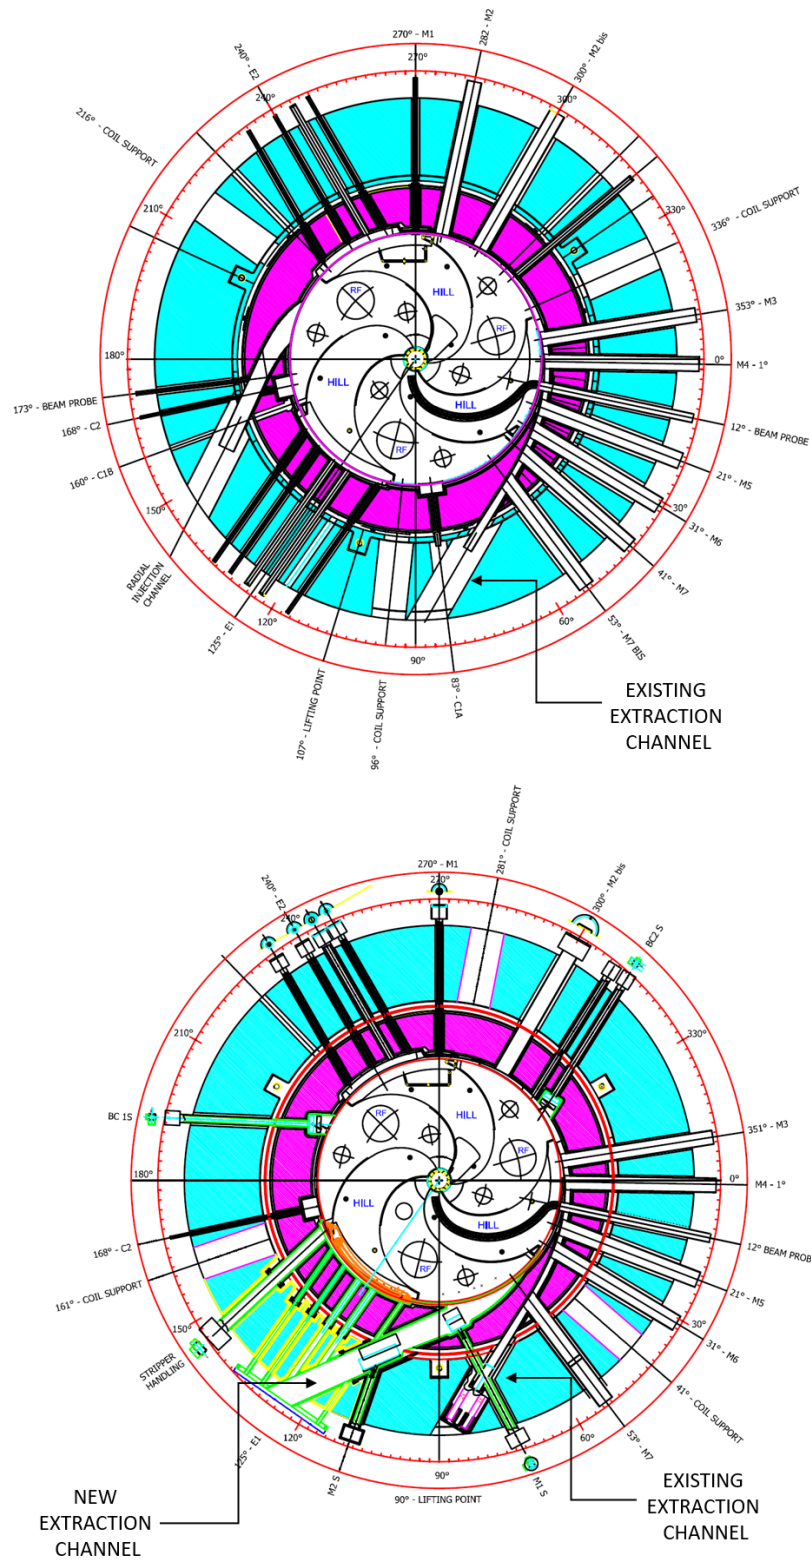 270° - M1
282 - M2
300° - M2 bis
240° - E2
270°
240°
300°
216° - COIL SUPPORT
210°
330°
336° - COIL SUPPORT
RF
HILL
RF
353° - M3
180°
0°
M4 - 1°
HILL
HILL
173° - BEAM PROBE
168° - C2
12° - BEAM PROBE
RF
160° - C1B
21° - M5
150°
30°
31° - M6
41° - M7
RADIAL
INJECTION
CHANNEL
125° - E1
120°
60°
53° - M7 BIS
90°
107° - LIFTING POINT
96° - COIL SUPPORT
83° - C1A
EXISTING
EXTRACTION
CHANNEL
281° - COIL SUPPORT
270° - M1
270°
300° - M2 bis
240° - E2
240°
BC2 S
210°
330°
BC 1S
RF
HILL
RF
351° - M3
180°
0°
M4 - 1°
HILL
HILL
168° - C2
12° BEAM PROBE
RF
161° - COIL SUPPORT
21° - M5
150°
30°
31° - M6
STRIPPER
HANDLING
41° - COIL SUPPORT
125° - E1
120°
60°
53° - M7
M2 S
90°
M1 S
90° - LIFTING POINT
NEW
EXTRACTION
CHANNEL
EXISTING
EXTRACTION
CHANNEL